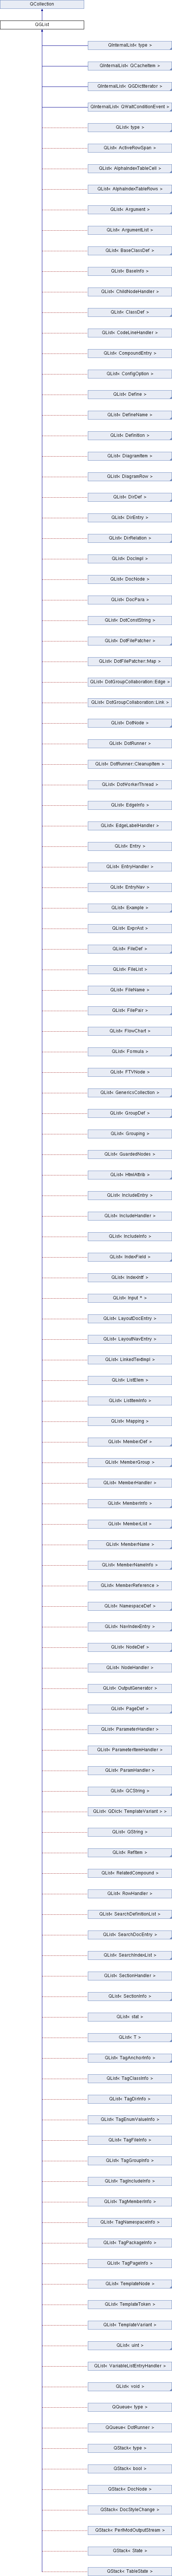 QCollection
QGList
QInternalList< type >
QInternalList< QCacheItem >
QInternalList< QGDictIterator >
QInternalList< QWaitConditionEvent >
QList< type >
QList< ActiveRowSpan >
QList< AlphaIndexTableCell >
QList< AlphaIndexTableRows >
QList< Argument >
QList< ArgumentList >
QList< BaseClassDef >
QList< BaseInfo >
QList< ChildNodeHandler >
QList< ClassDef >
QList< CodeLineHandler >
QList< CompoundEntry >
QList< ConfigOption >
QList< Define >
QList< DefineName >
QList< Definition >
QList< DiagramItem >
QList< DiagramRow >
QList< DirDef >
QList< DirEntry >
QList< DirRelation >
QList< DocImpl >
QList< DocNode >
QList< DocPara >
QList< DotConstString >
QList< DotFilePatcher >
QList< DotFilePatcher::Map >
QList< DotGroupCollaboration::Edge >
QList< DotGroupCollaboration::Link >
QList< DotNode >
QList< DotRunner >
QList< DotRunner::CleanupItem >
QList< DotWorkerThread >
QList< EdgeInfo >
QList< EdgeLabelHandler >
QList< Entry >
QList< EntryHandler >
QList< EntryNav >
QList< Example >
QList< ExprAst >
QList< FileDef >
QList< FileList >
QList< FileName >
QList< FilePair >
QList< FlowChart >
QList< Formula >
QList< FTVNode >
QList< GenericsCollection >
QList< GroupDef >
QList< Grouping >
QList< GuardedNodes >
QList< HtmlAttrib >
QList< IncludeEntry >
QList< IncludeHandler >
QList< IncludeInfo >
QList< IndexField >
QList< IndexIntf >
QList< Input * >
QList< LayoutDocEntry >
QList< LayoutNavEntry >
QList< LinkedTextImpl >
QList< ListElem >
QList< ListItemInfo >
QList< Mapping >
QList< MemberDef >
QList< MemberGroup >
QList< MemberHandler >
QList< MemberInfo >
QList< MemberList >
QList< MemberName >
QList< MemberNameInfo >
QList< MemberReference >
QList< NamespaceDef >
QList< NavIndexEntry >
QList< NodeDef >
QList< NodeHandler >
QList< OutputGenerator >
QList< PageDef >
QList< ParameterHandler >
QList< ParameterItemHandler >
QList< ParamHandler >
QList< QCString >
QList< QDict< TemplateVariant > >
QList< QString >
QList< RefItem >
QList< RelatedCompound >
QList< RowHandler >
QList< SearchDefinitionList >
QList< SearchDocEntry >
QList< SearchIndexList >
QList< SectionHandler >
QList< SectionInfo >
QList< stat >
QList< T >
QList< TagAnchorInfo >
QList< TagClassInfo >
QList< TagDirInfo >
QList< TagEnumValueInfo >
QList< TagFileInfo >
QList< TagGroupInfo >
QList< TagIncludeInfo >
QList< TagMemberInfo >
QList< TagNamespaceInfo >
QList< TagPackageInfo >
QList< TagPageInfo >
QList< TemplateNode >
QList< TemplateToken >
QList< TemplateVariant >
QList< uint >
QList< VariableListEntryHandler >
QList< void >
QQueue< type >
QQueue< DotRunner >
QStack< type >
QStack< bool >
QStack< DocNode >
QStack< DocStyleChange >
QStack< PerlModOutputStream >
QStack< State >
QStack< TableState >